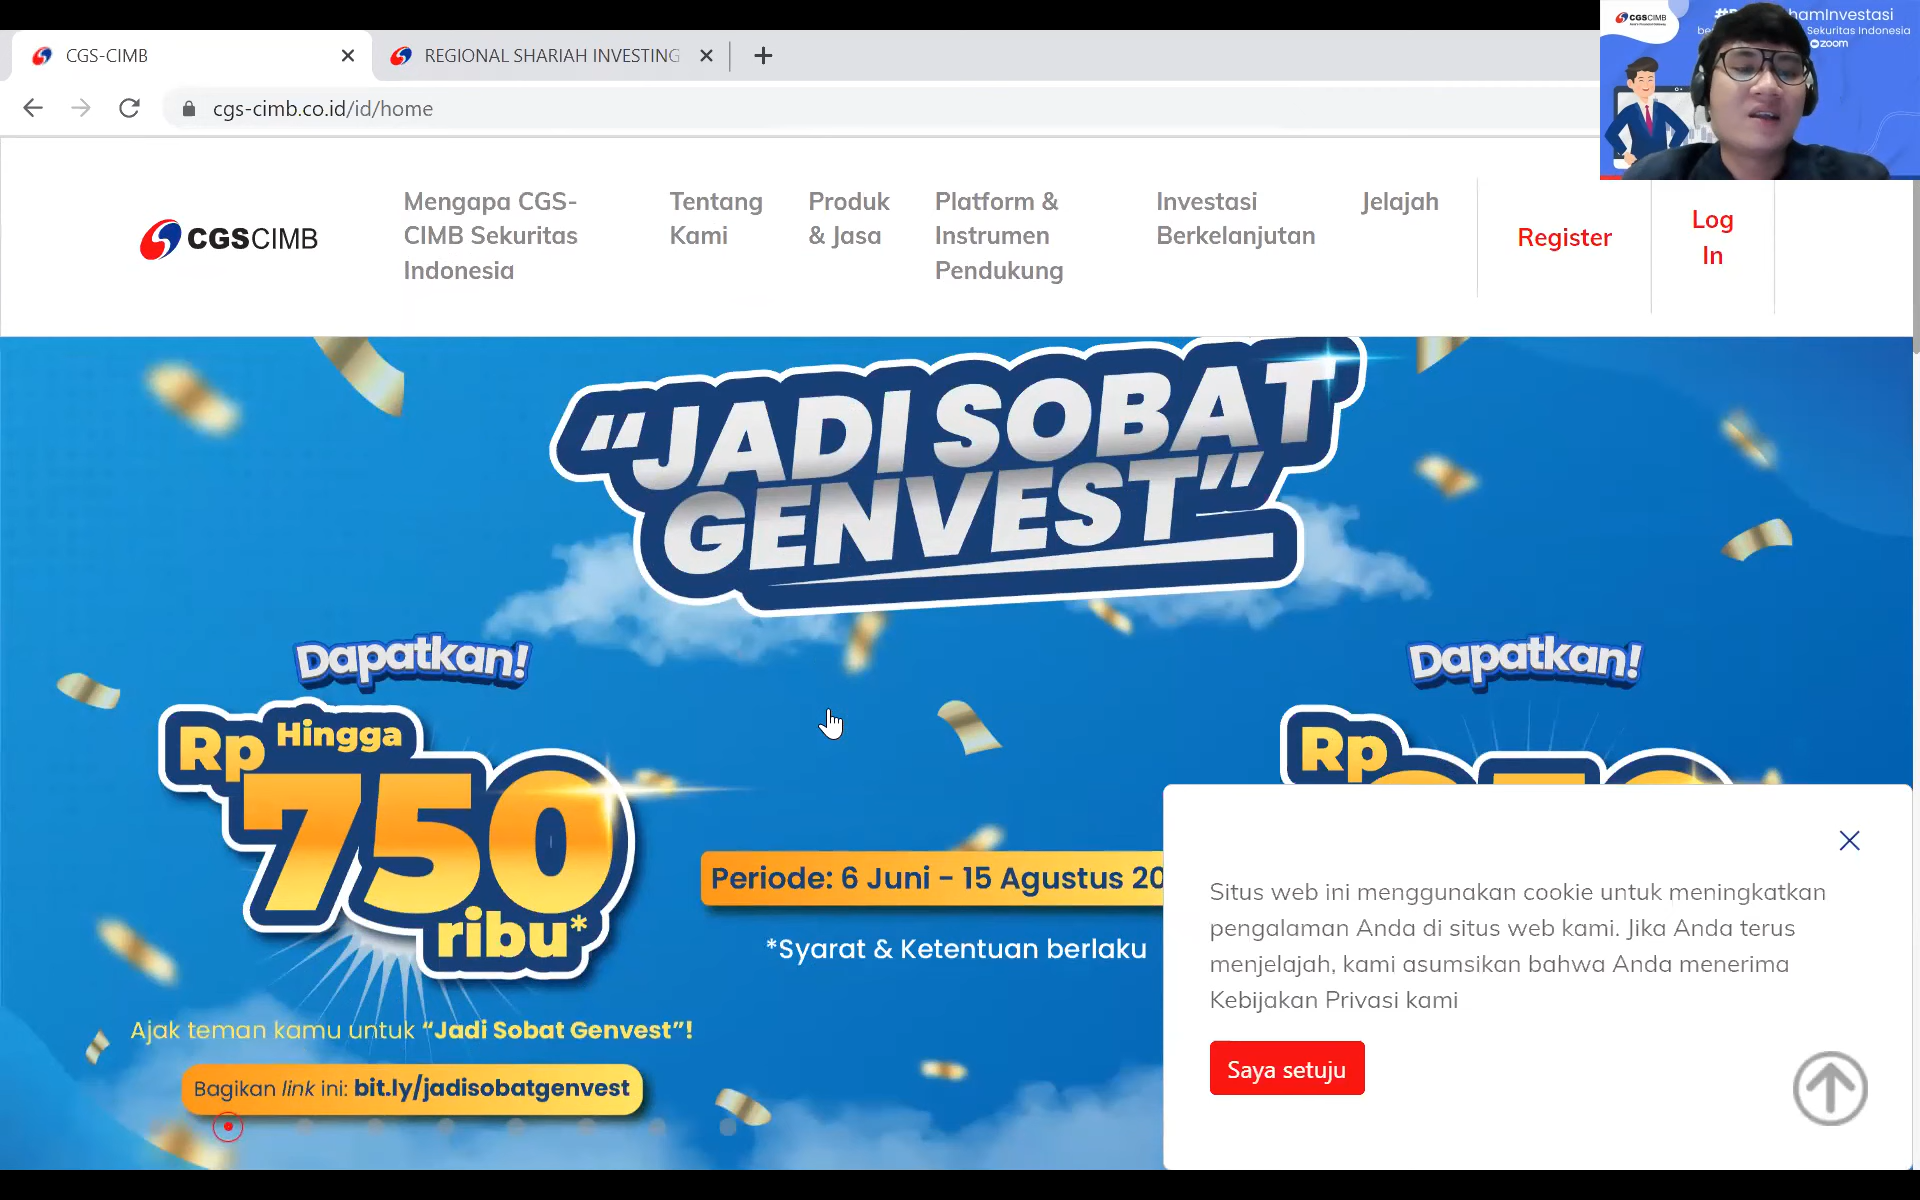 CGS-CIMB
REGIONAL SHARIAH INVESTING
cgs-cimb.co.id/id/home
CGS CIMB
hamInvestasi
Sekuritas Indonesia
zoom
CGSCIMB
Mengapa CGS-
CIMB Sekuritas
Indonesia
Tentang
Kami
Produk
& Jasa
Platform &
Instrumen
Pendukung
Investasi
Berkelanjutan
Jelajah
Register
Log
In
“JADI SOBAT
GENVEST”
Dapatkan!
Rp Hingga
750
ribu*
Ajak teman kamu untuk “Jadi Sobat Genvest”!
Bagikan link ini: bit.ly/jadisobatgenvest
Periode: 6 Juni - 15 Agustus 20
*Syarat & Ketentuan berlaku
Dapatkan!
Rp
Situs web ini menggunakan cookie untuk meningkatkan
pengalaman Anda di situs web kami. Jika Anda terus
menjelajah, kami asumsikan bahwa Anda menerima
Kebijakan Privasi kami
Saya setuju